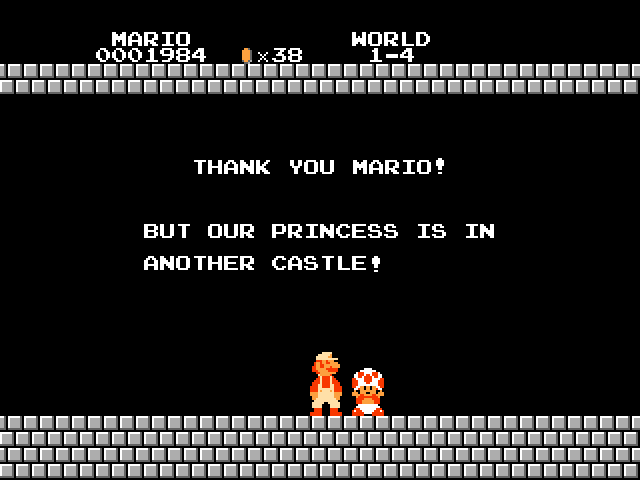 MARIO WORLD
0001984 ×38 1-4
THANK YOU MARIO!
BUT OUR PRINCESS IS IN
ANOTHER CASTLE!